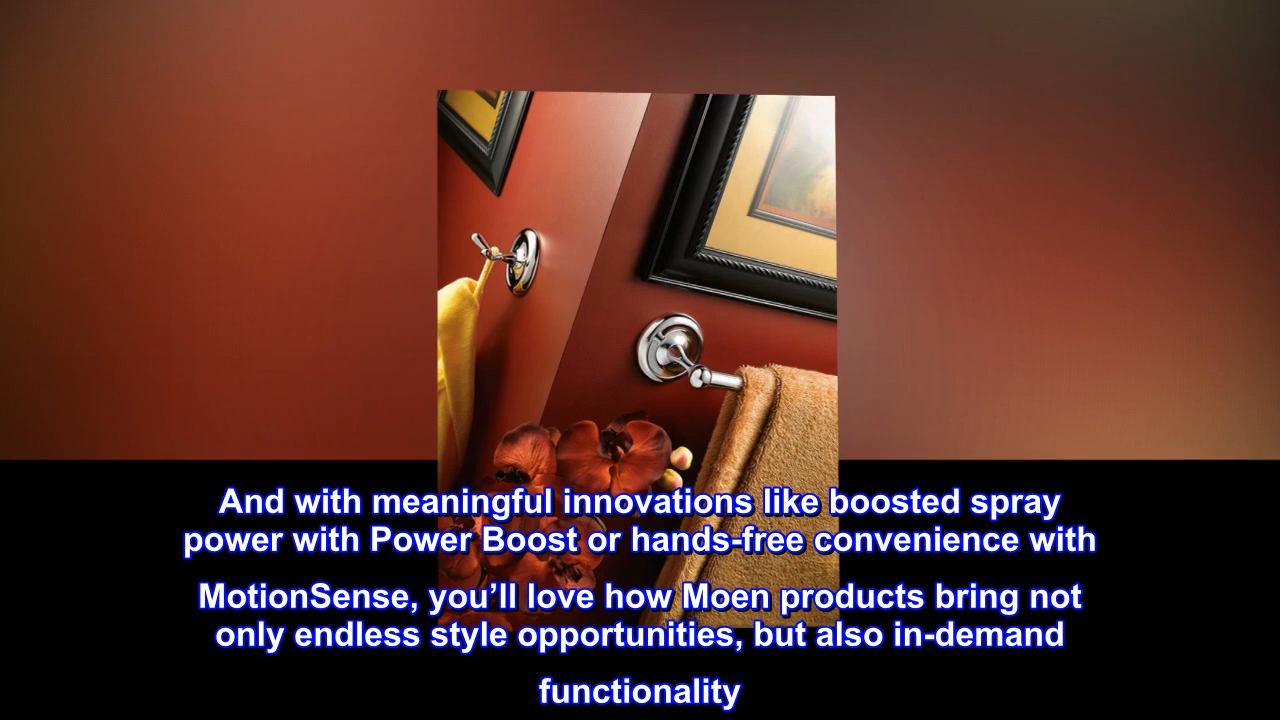 And with meaningful innovations like boosted spray
power with Power Boost or hands-free convenience with
MotionSense, you’ll love how Moen products bring not
only endless style opportunities, but also in-demand
functionality